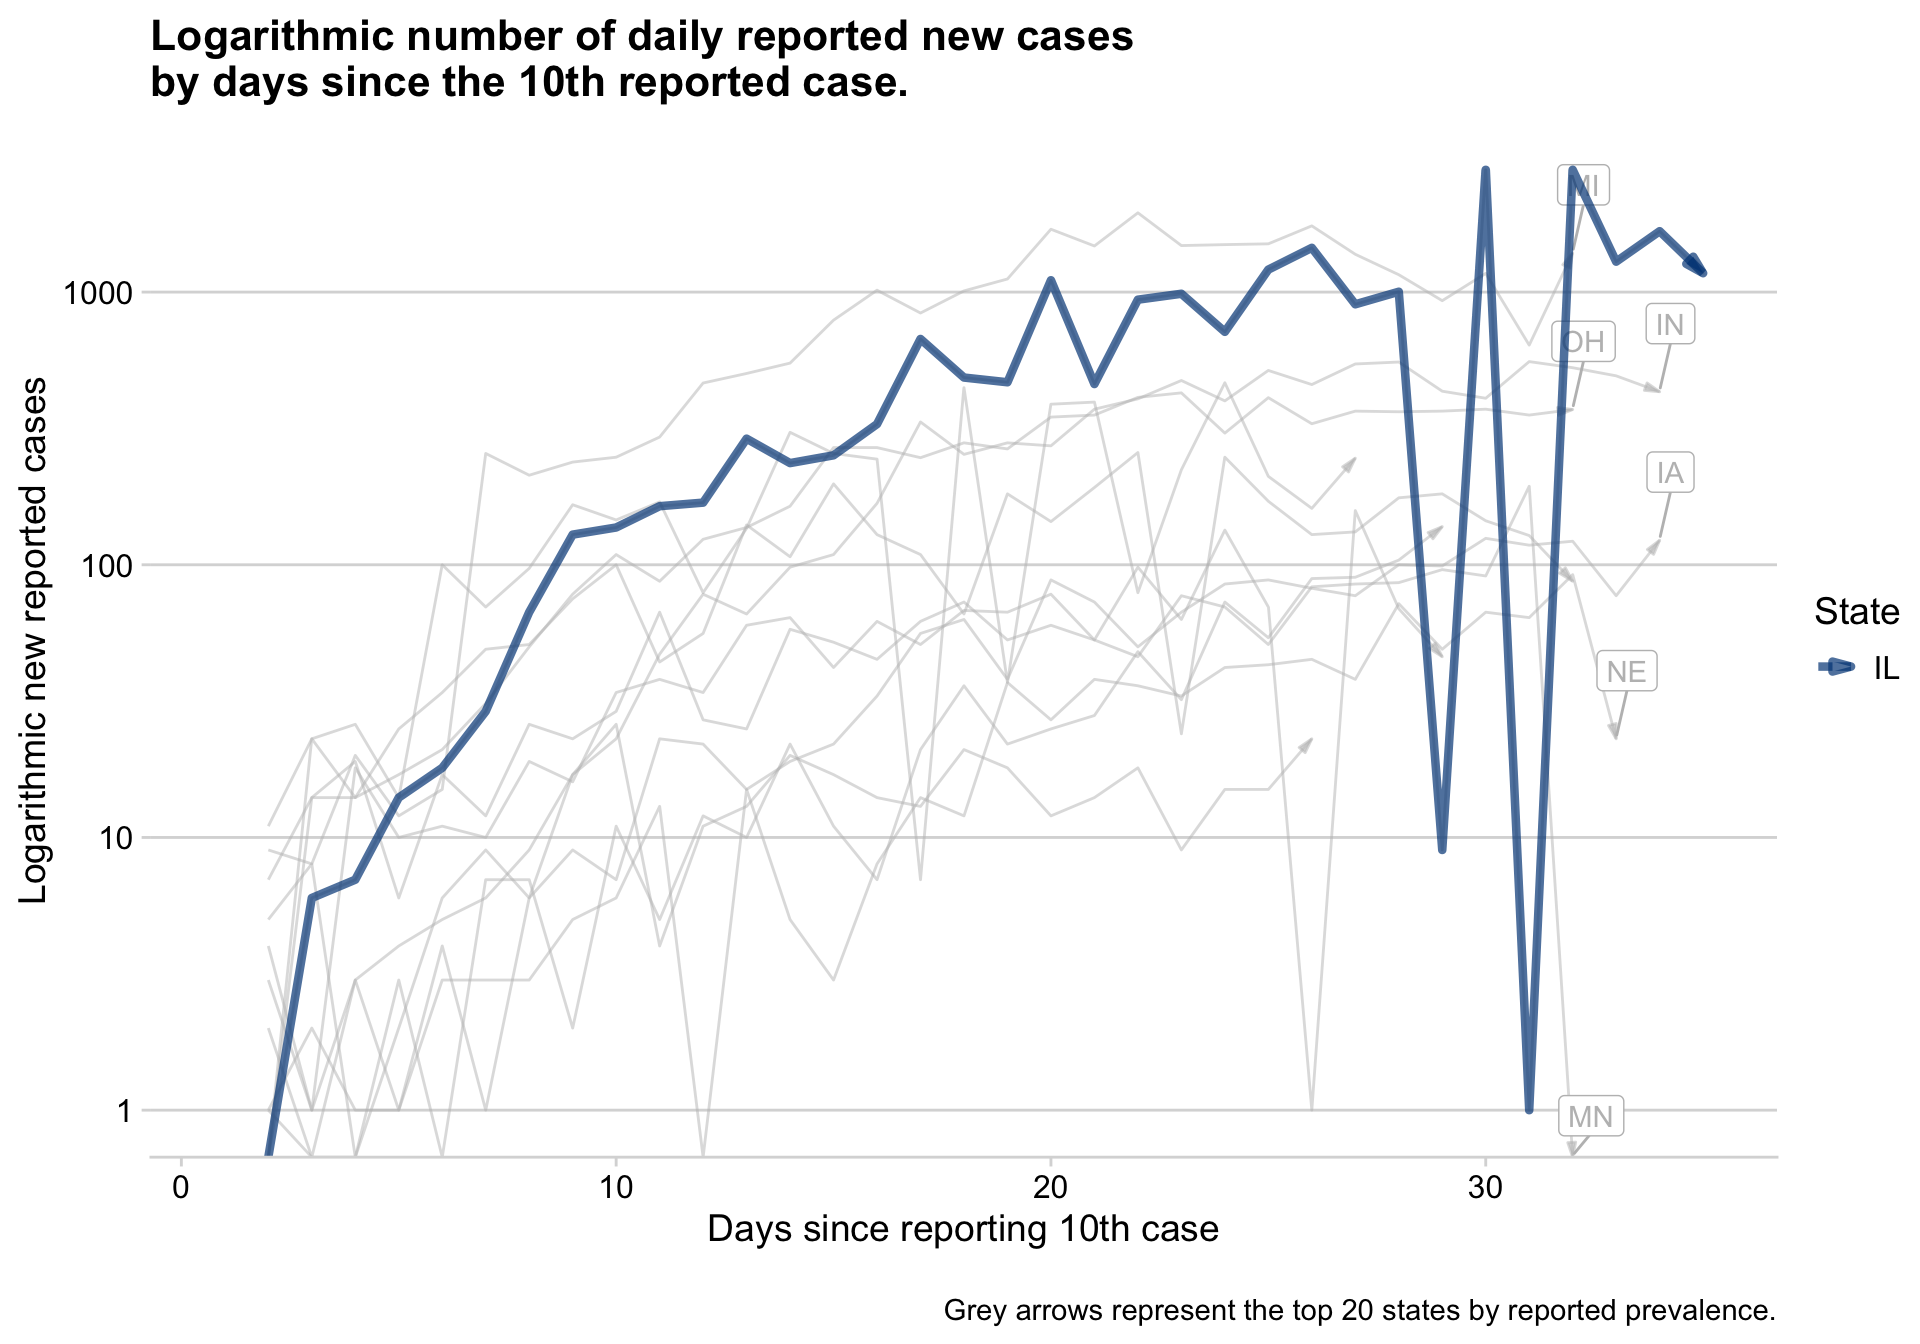 Logarithmic number of daily reported new cases
by days since the 10th reported case.
Logarithmic new reported cases
1000
100
10
1
MI
IN
OH
IA
NE
MN
State
IL
0
10
20
30
Days since reporting 10th case
Grey arrows represent the top 20 states by reported prevalence.